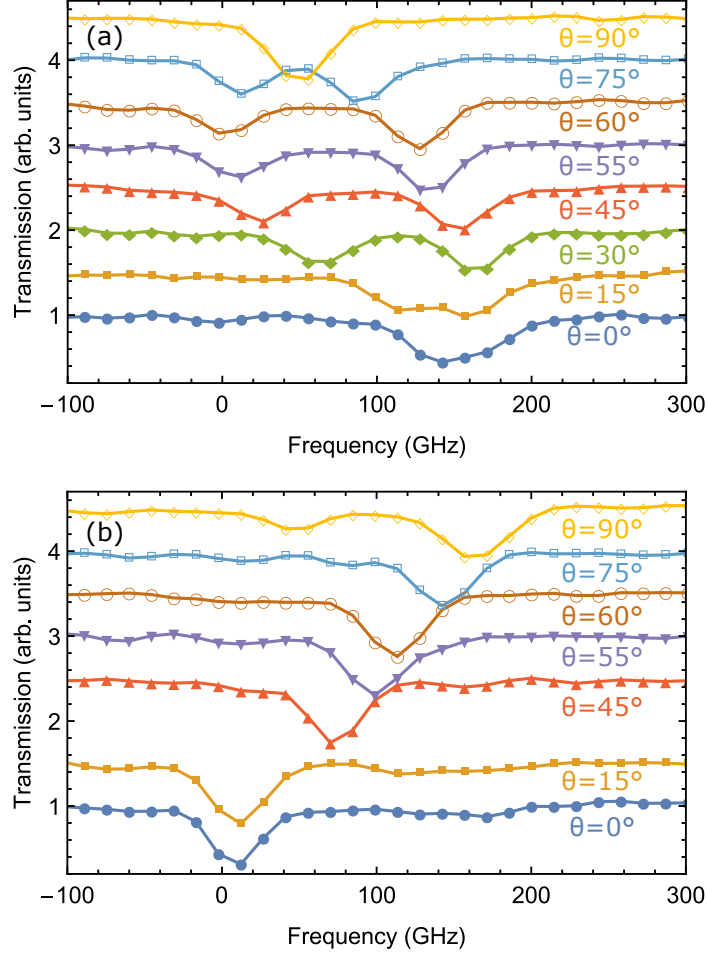 (a)
θ=90°
θ=75°
θ=60°
θ=55°
θ=45°
θ=30°
θ=15°
θ=0°
4
3
2
1
Transmission (arb. units)
−100 0 100 200 300
Frequency (GHz)
(b)
θ=90°
θ=75°
θ=60°
θ=55°
θ=45°
θ=15°
θ=0°
4
3
2
1
Transmission (arb. units)
−100 0 100 200 300
Frequency (GHz)